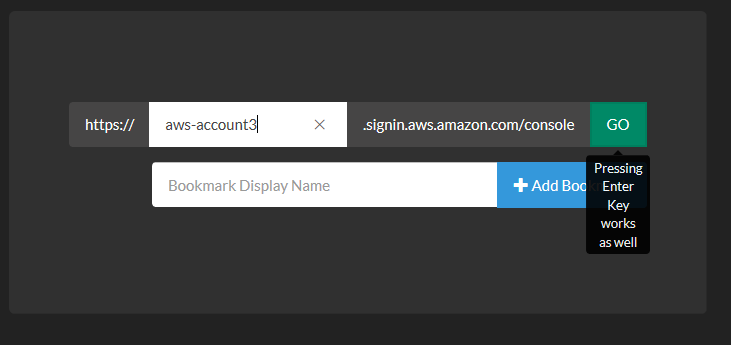 https:// aws-account3 .signin.aws.amazon.com/console GO
Bookmark Display Name
Add Boo
Pressing
Enter
Key
works
as well